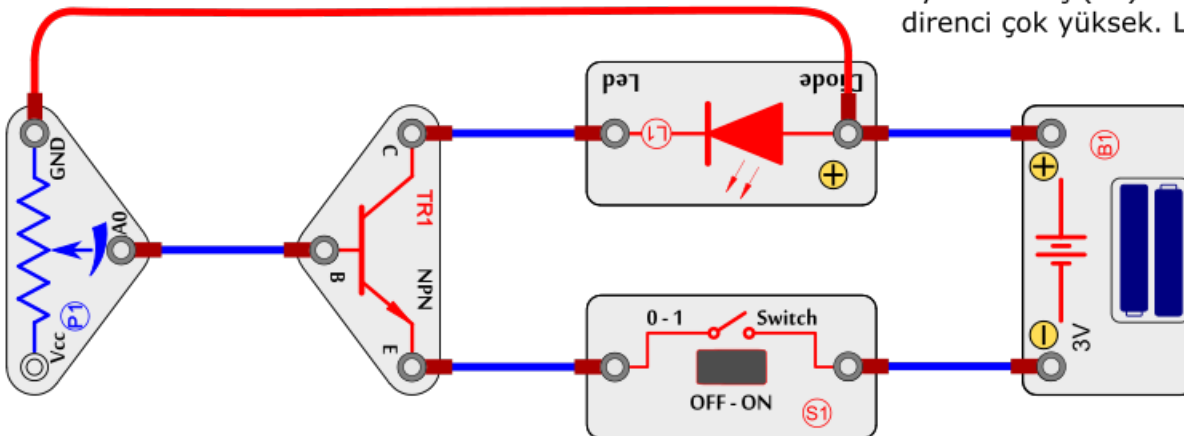 direnci çok yüksek. L
Led
Diode
L1
B1
GND
C
A0
TR1
B
NPN
P1
Vcc
E
0 - 1
Switch
OFF - ON
S1
3V